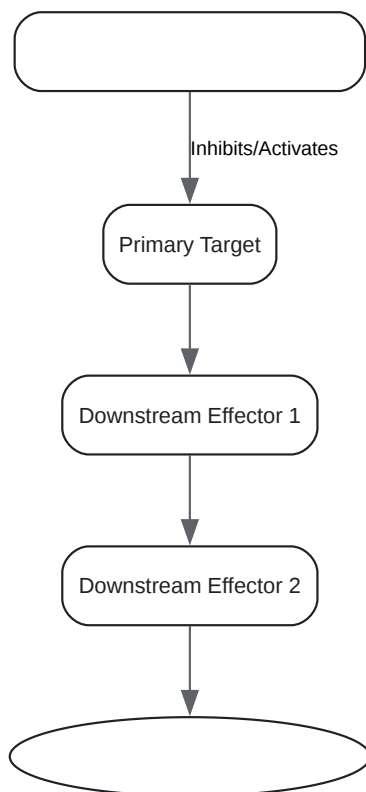 Inhibits/Activates
Primary Target
Downstream Effector 1
Downstream Effector 2